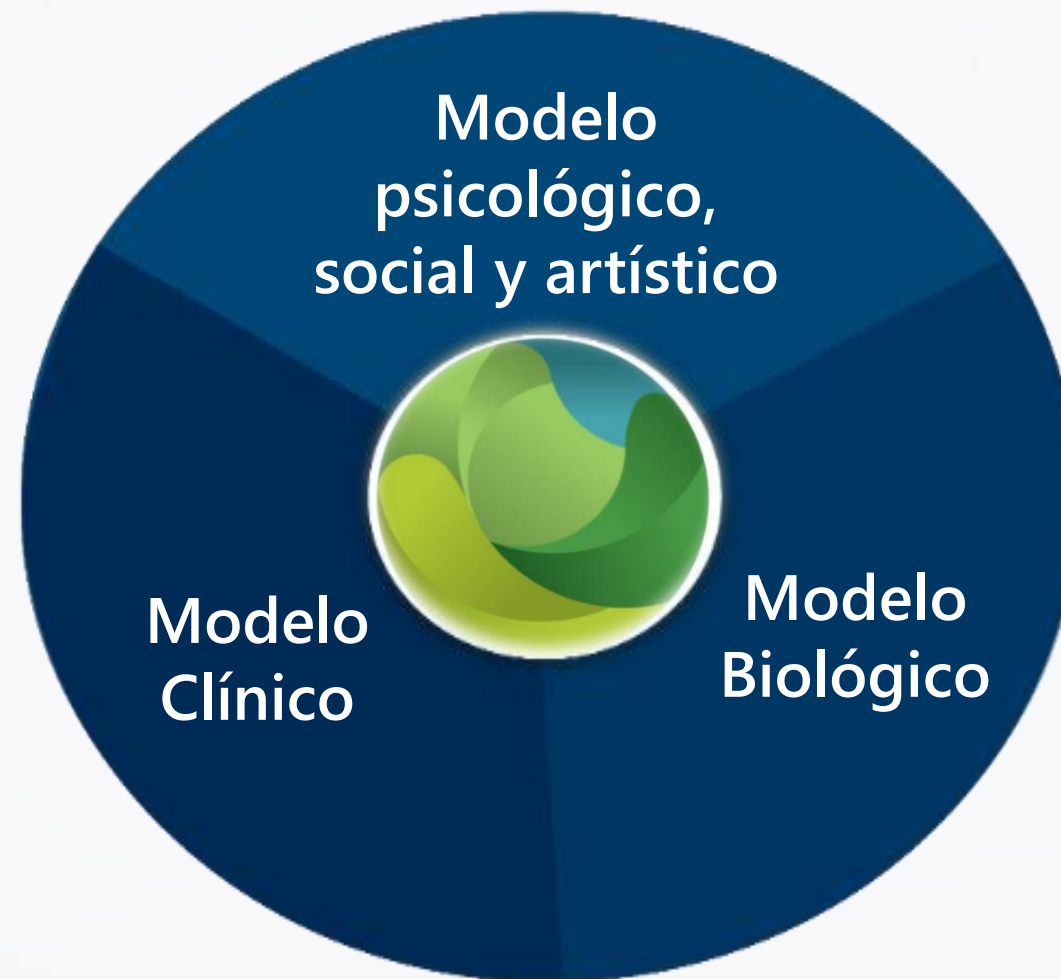 Modelo
psicológico,
social y artístico
Modelo
Clínico
Modelo
Biológico